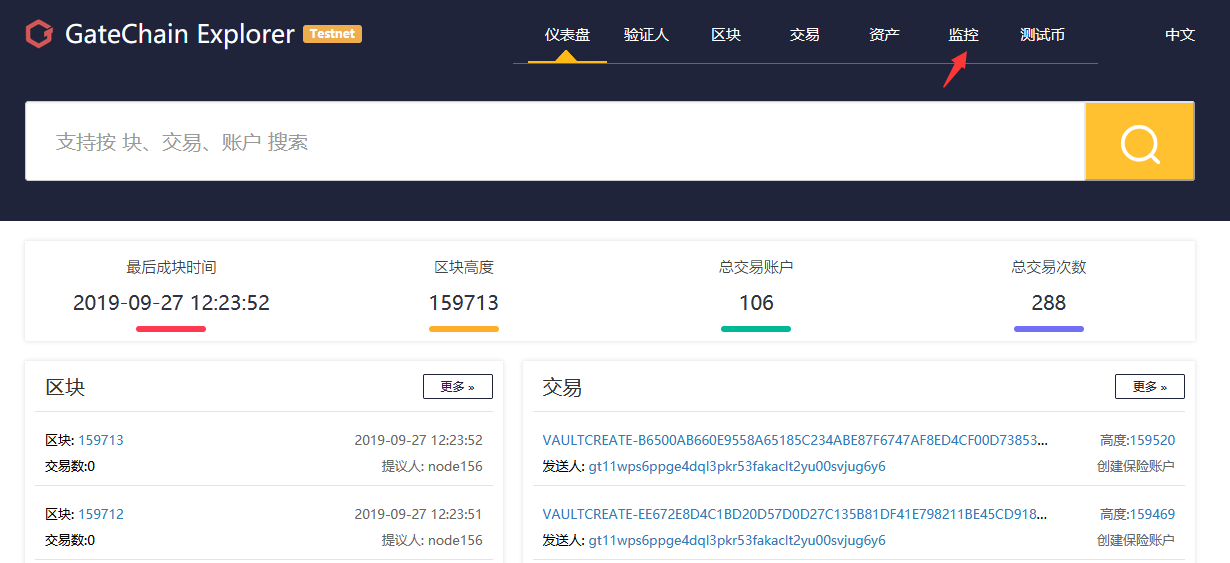 GateChain Explorer Testnet 仪表盘 验证人 区块 交易 资产 监控 测试币 中文
支持按 块、交易、账户 搜索
最后成块时间 区块高度 总交易账户 总交易次数
2019-09-27 12:23:52 159713 106 288
区块 更多 »
区块: 159713 2019-09-27 12:23:52
交易数:0 提议人: node156
区块: 159712 2019-09-27 12:23:51
交易数:0 提议人: node156
交易 更多 »
VAULTCREATE-B6500AB660E9558A65185C234ABE87F6747AF8ED4CF00D73853... 高度:159520
发送人: gt11wps6ppge4dql3pkr53fakaclt2yu00svjug6y6 创建保险账户
VAULTCREATE-EE672E8D4C1BD20D57D0D27C135B81DF41E798211BE45CD918... 高度:159469
发送人: gt11wps6ppge4dql3pkr53fakaclt2yu00svjug6y6 创建保险账户